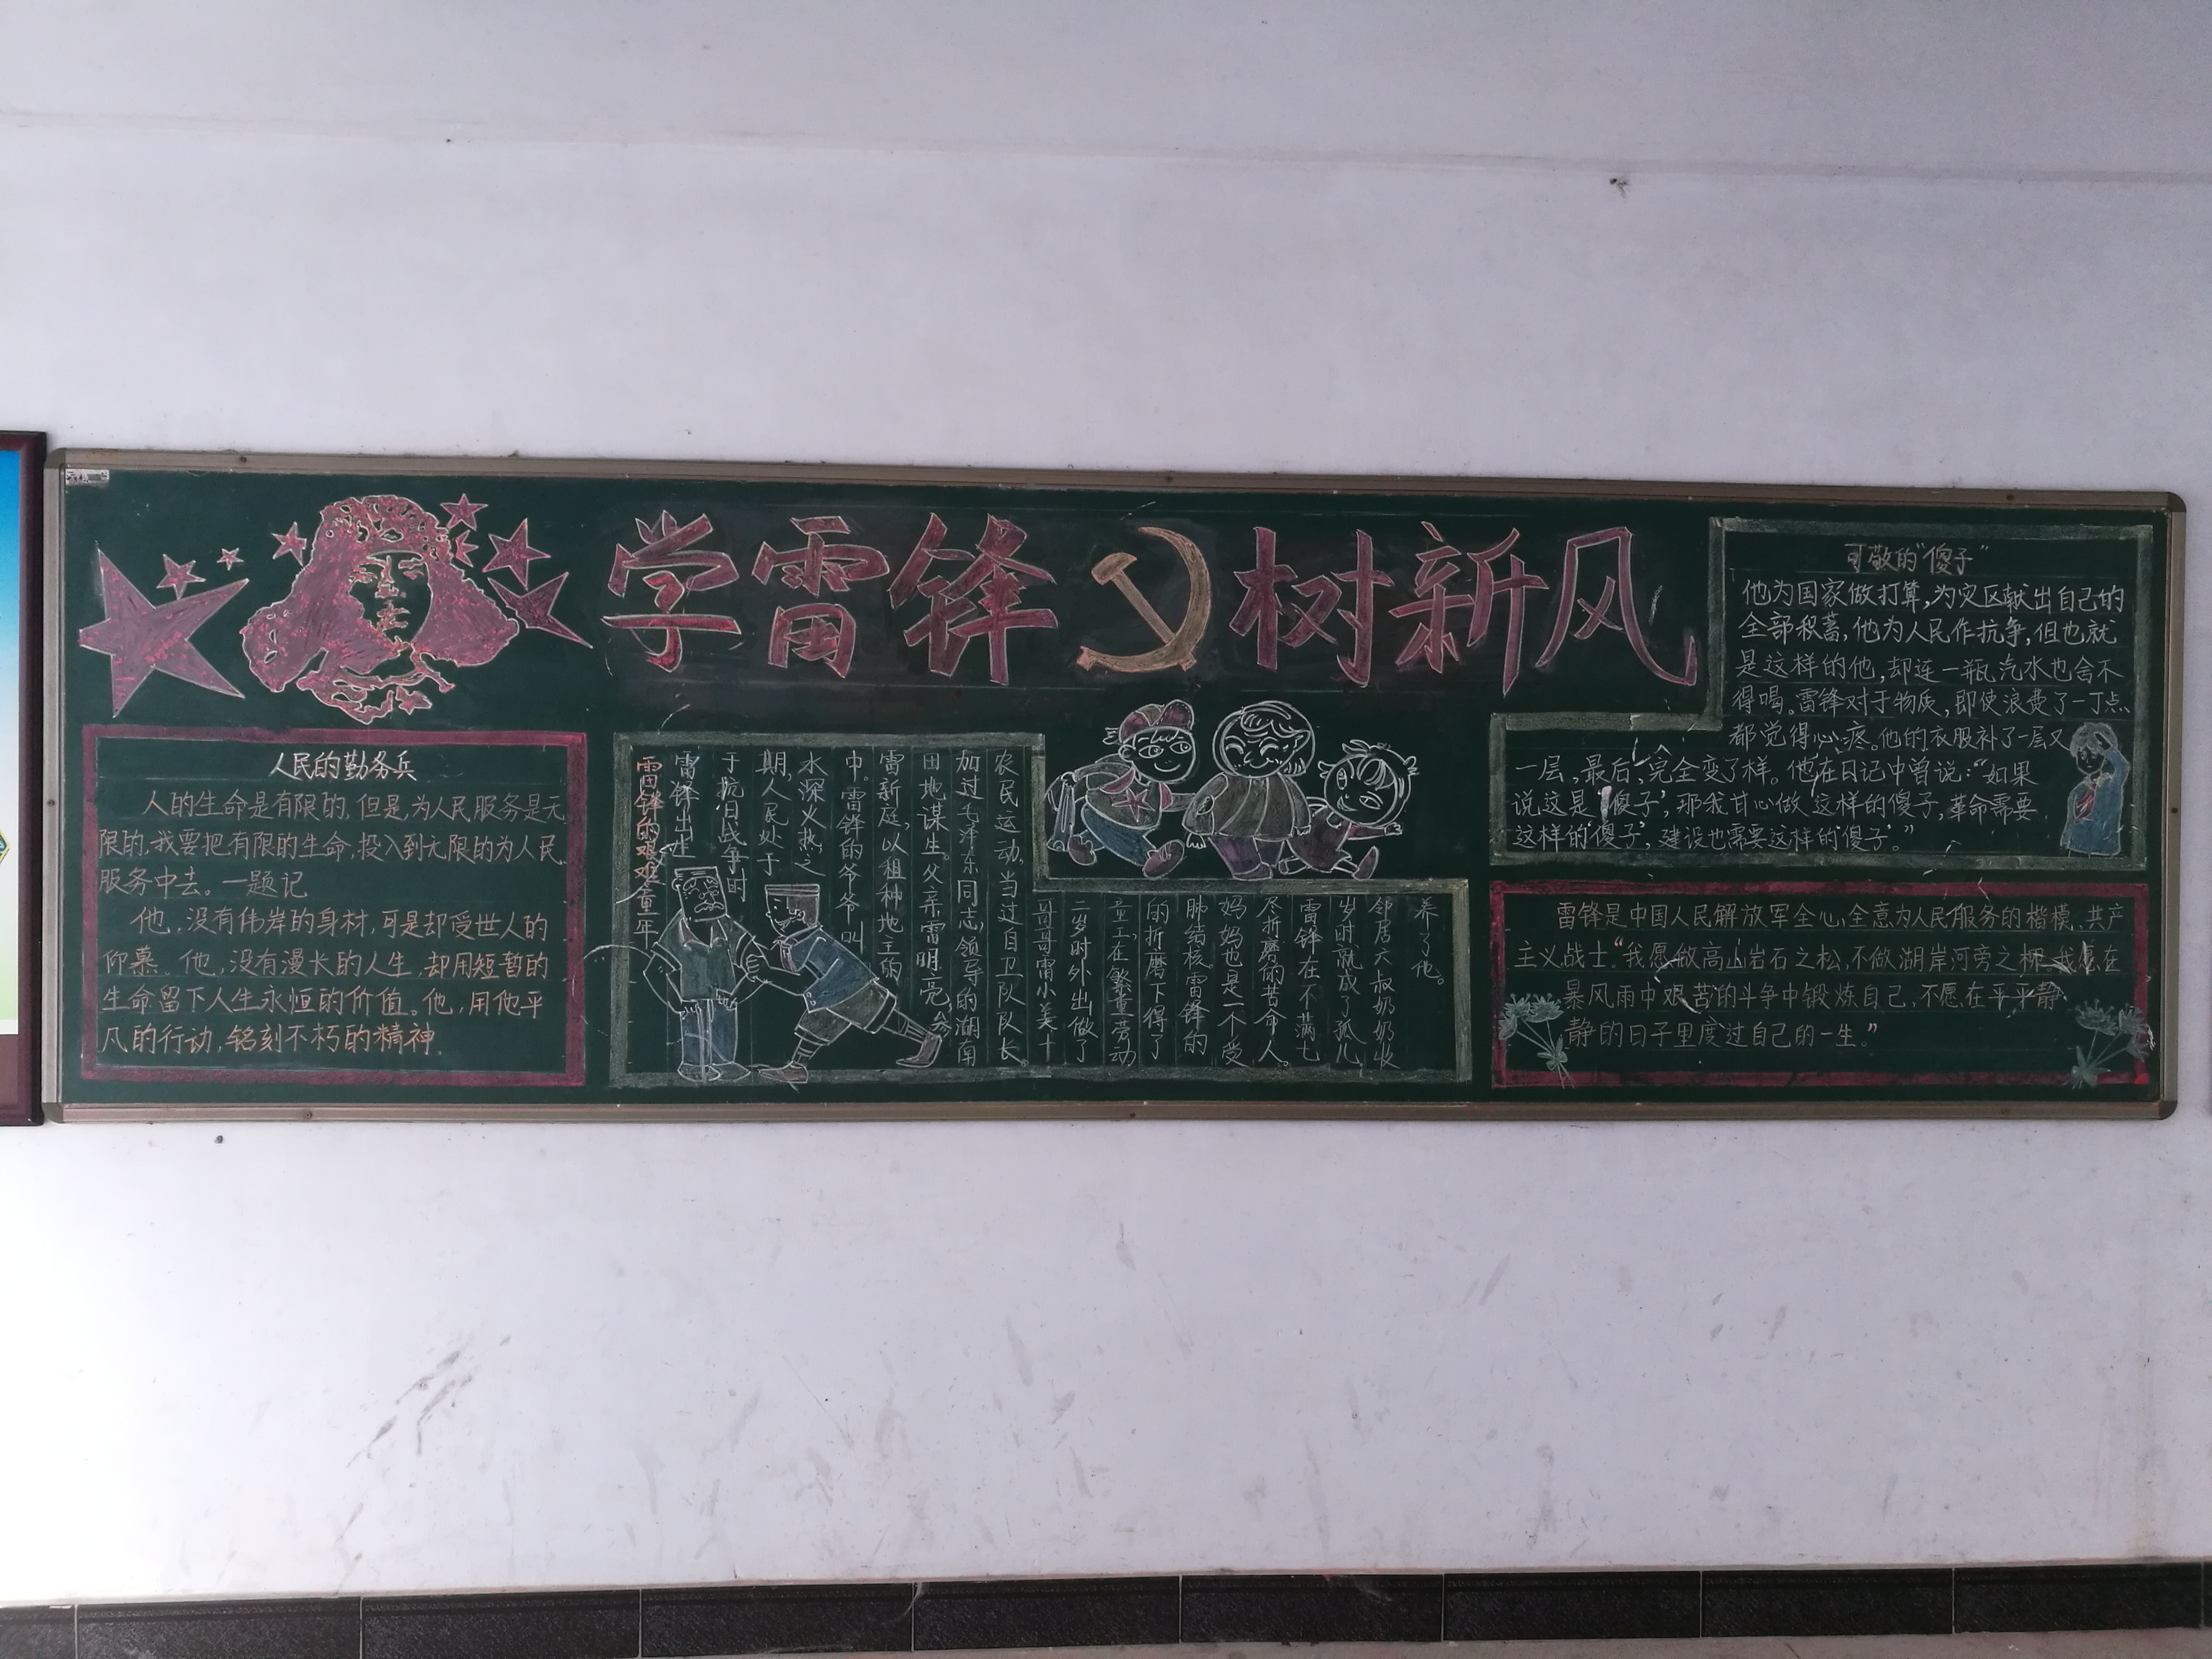 学雷锋 树新风
人民的勤务兵
人的生命是有限的,但是,为人民服务是无
限的,我要把有限的生命,投入到无限的为人民
服务中去。一题记
他,没有伟岸的身材,可是却受世人的
仰慕。他,没有漫长的人生,却用短暂的
生命留下人生永恒的价值。他,用他平
凡的行动,铭刻不朽的精神.
雷锋的艰难童年
雷锋出生
于抗日战争时
期,人民处于
水深火热之
中。雷锋的爷爷叫
雷新庭,以租种地主的
田地谋生。父亲雷明亮参
加过毛泽东同志领导的湖南
农民运动,当过自卫队队长。
哥哥雷小美十
二岁时外出做了
童工,在繁重劳动
的折磨下得了
肺结核,雷锋的
妈妈也是一个受
尽折磨的苦命人。
雷锋在不满七
岁时就成了孤儿
邻居六叔奶奶收
养了他。
可敬的“傻子”
他为国家做打算,为灾区献出自己的
全部积蓄,他为人民作抗争,但也就
是这样的他,却连一瓶汽水也舍不
得喝。雷锋对于物质,即使浪费了一丁点,
都觉得心疼。他的衣服补了一层又
一层,最后,完全变了样。他在日记中曾说:“如果
说这是‘傻子’,那我甘心做这样的傻子,革命需要
这样的‘傻子’,建设也需要这样的‘傻子’。”
雷锋是中国人民解放军全心全意为人民服务的楷模,共产
主义战士.“我愿做高山岩石之松,不做湖岸河旁之柳.我愿在
暴风雨中艰苦的斗争中锻炼自己,不愿在平平静
静的日子里度过自己的一生。”